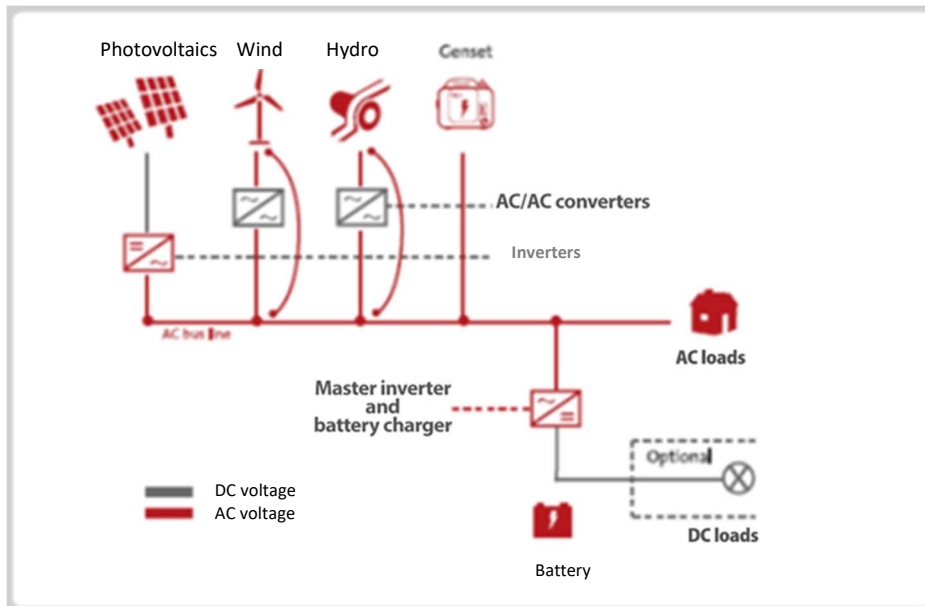 Photovoltaics Wind Hydro Genset
AC/AC converters
Inverters
AC bus line
AC loads
Master inverter
and
battery charger
Optional
DC voltage
AC voltage
DC loads
Battery